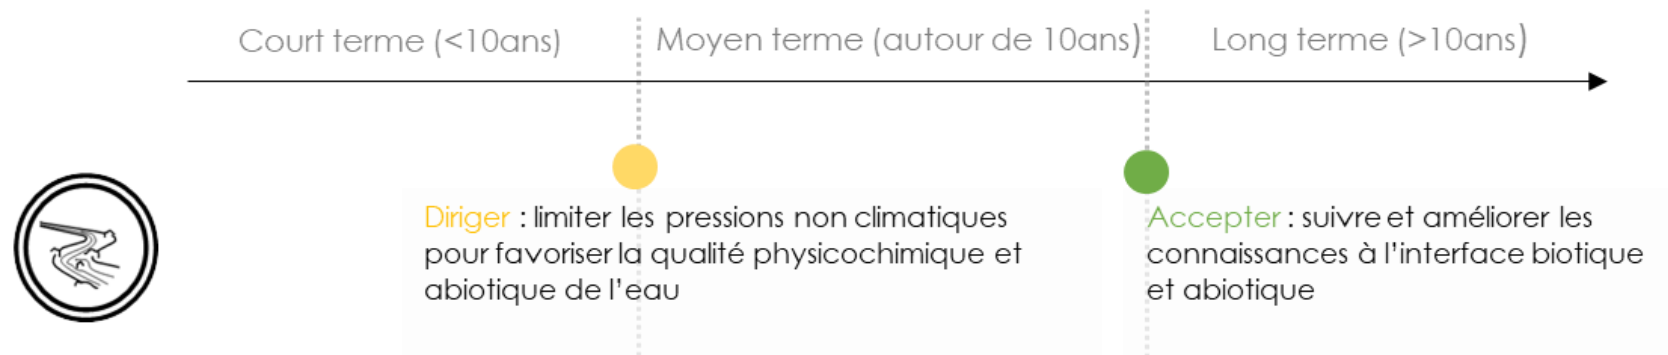 Court terme (<10ans)
Moyen terme (autour de 10ans)
Long terme (>10ans)
Diriger : limiter les pressions non climatiques
pour favoriser la qualité physicochimique et
abiotique de l’eau
Accepter : suivre et améliorer les
connaissances à l’interface biotique
et abiotique